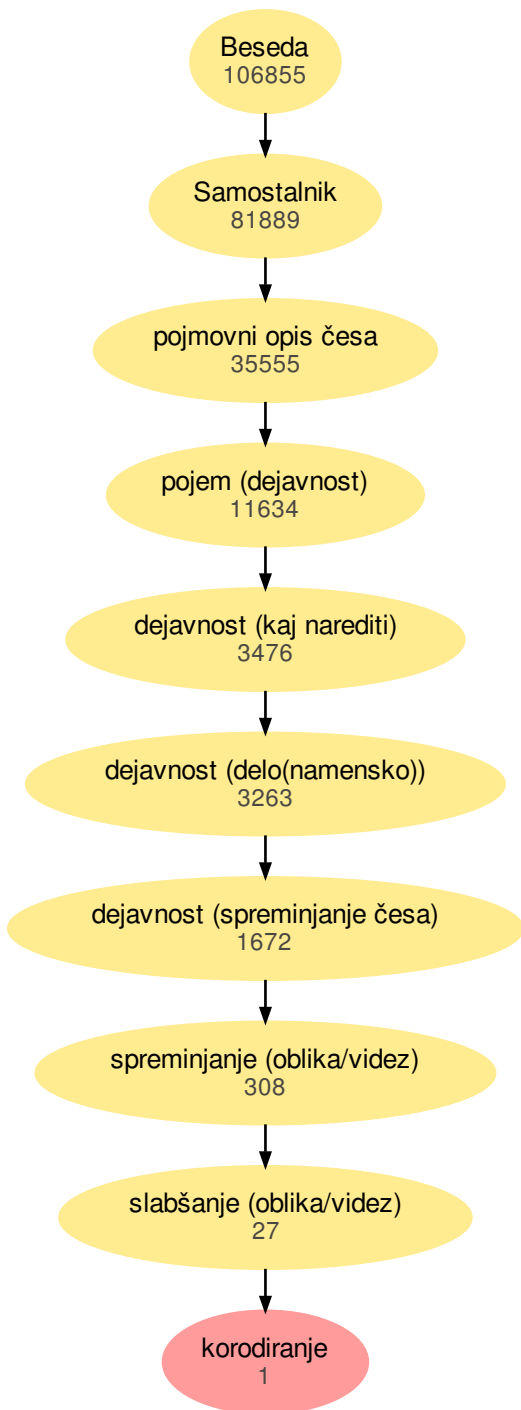 Beseda
106855
Samostalnik
81889
pojmovni opis česa
35555
pojem (dejavnost)
11634
dejavnost (kaj narediti)
3476
dejavnost (delo(namensko))
3263
dejavnost (spreminjanje česa)
1672
spreminjanje (oblika/videz)
308
slabšanje (oblika/videz)
27
korodiranje
1